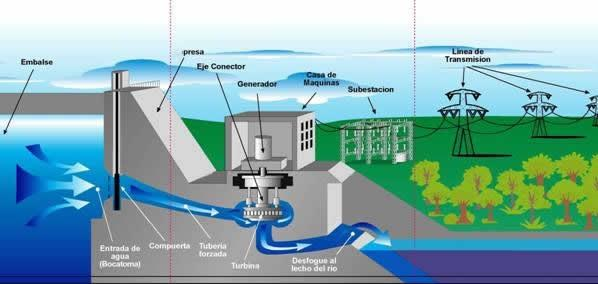 Embalse
presa
Eje Conector
Generador
Casa de
Maquinas
Subestacion
Linea de
Transmision
Entrada de
agua
(Bocatoma)
Compuerta
Tuberia
forzada
Turbina
Desfogue al
lecho del rio